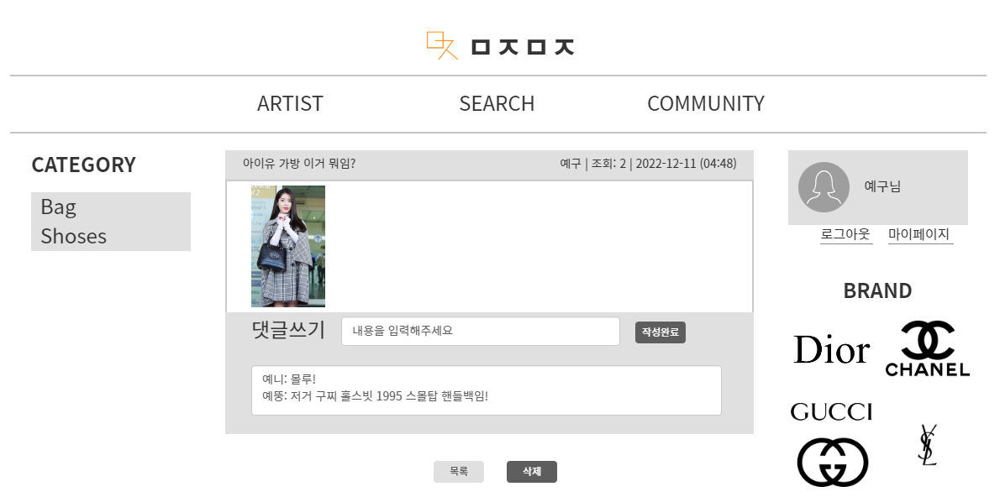 ㅁㅈㅁㅈ
ARTIST SEARCH COMMUNITY
CATEGORY
Bag
Shoses
아이유 가방 이거 뭐임? 예구 | 조회: 2 | 2022-12-11 (04:48)
댓글쓰기 내용을 입력해주세요 작성완료
예니: 몰루!
예뚱: 저거 구찌 홀스빗 1995 스몰탑 핸들백임!
목록 삭제
예구님
로그아웃 마이페이지
BRAND
Dior CHANEL
GUCCI YSL